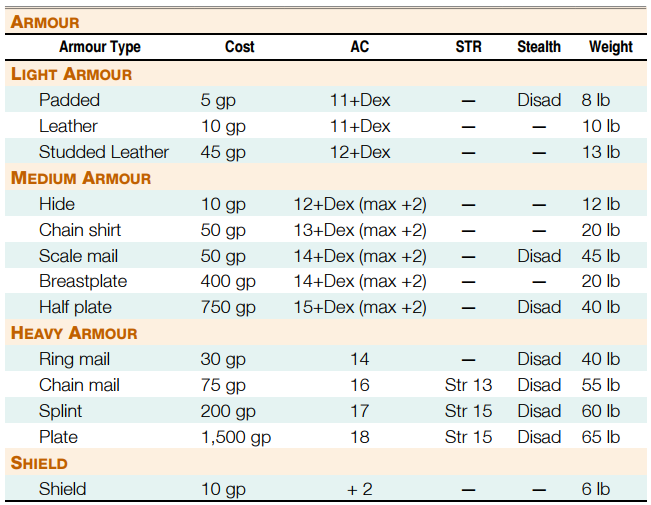 ARMOUR
Armour Type Cost AC STR Stealth Weight
LIGHT ARMOUR
Padded 5 gp 11+Dex — Disad 8 lb
Leather 10 gp 11+Dex — — 10 lb
Studded Leather 45 gp 12+Dex — — 13 lb
MEDIUM ARMOUR
Hide 10 gp 12+Dex (max +2) — — 12 lb
Chain shirt 50 gp 13+Dex (max +2) — — 20 lb
Scale mail 50 gp 14+Dex (max +2) — Disad 45 lb
Breastplate 400 gp 14+Dex (max +2) — — 20 lb
Half plate 750 gp 15+Dex (max +2) — Disad 40 lb
HEAVY ARMOUR
Ring mail 30 gp 14 — Disad 40 lb
Chain mail 75 gp 16 Str 13 Disad 55 lb
Splint 200 gp 17 Str 15 Disad 60 lb
Plate 1,500 gp 18 Str 15 Disad 65 lb
SHIELD
Shield 10 gp + 2 — — 6 lb